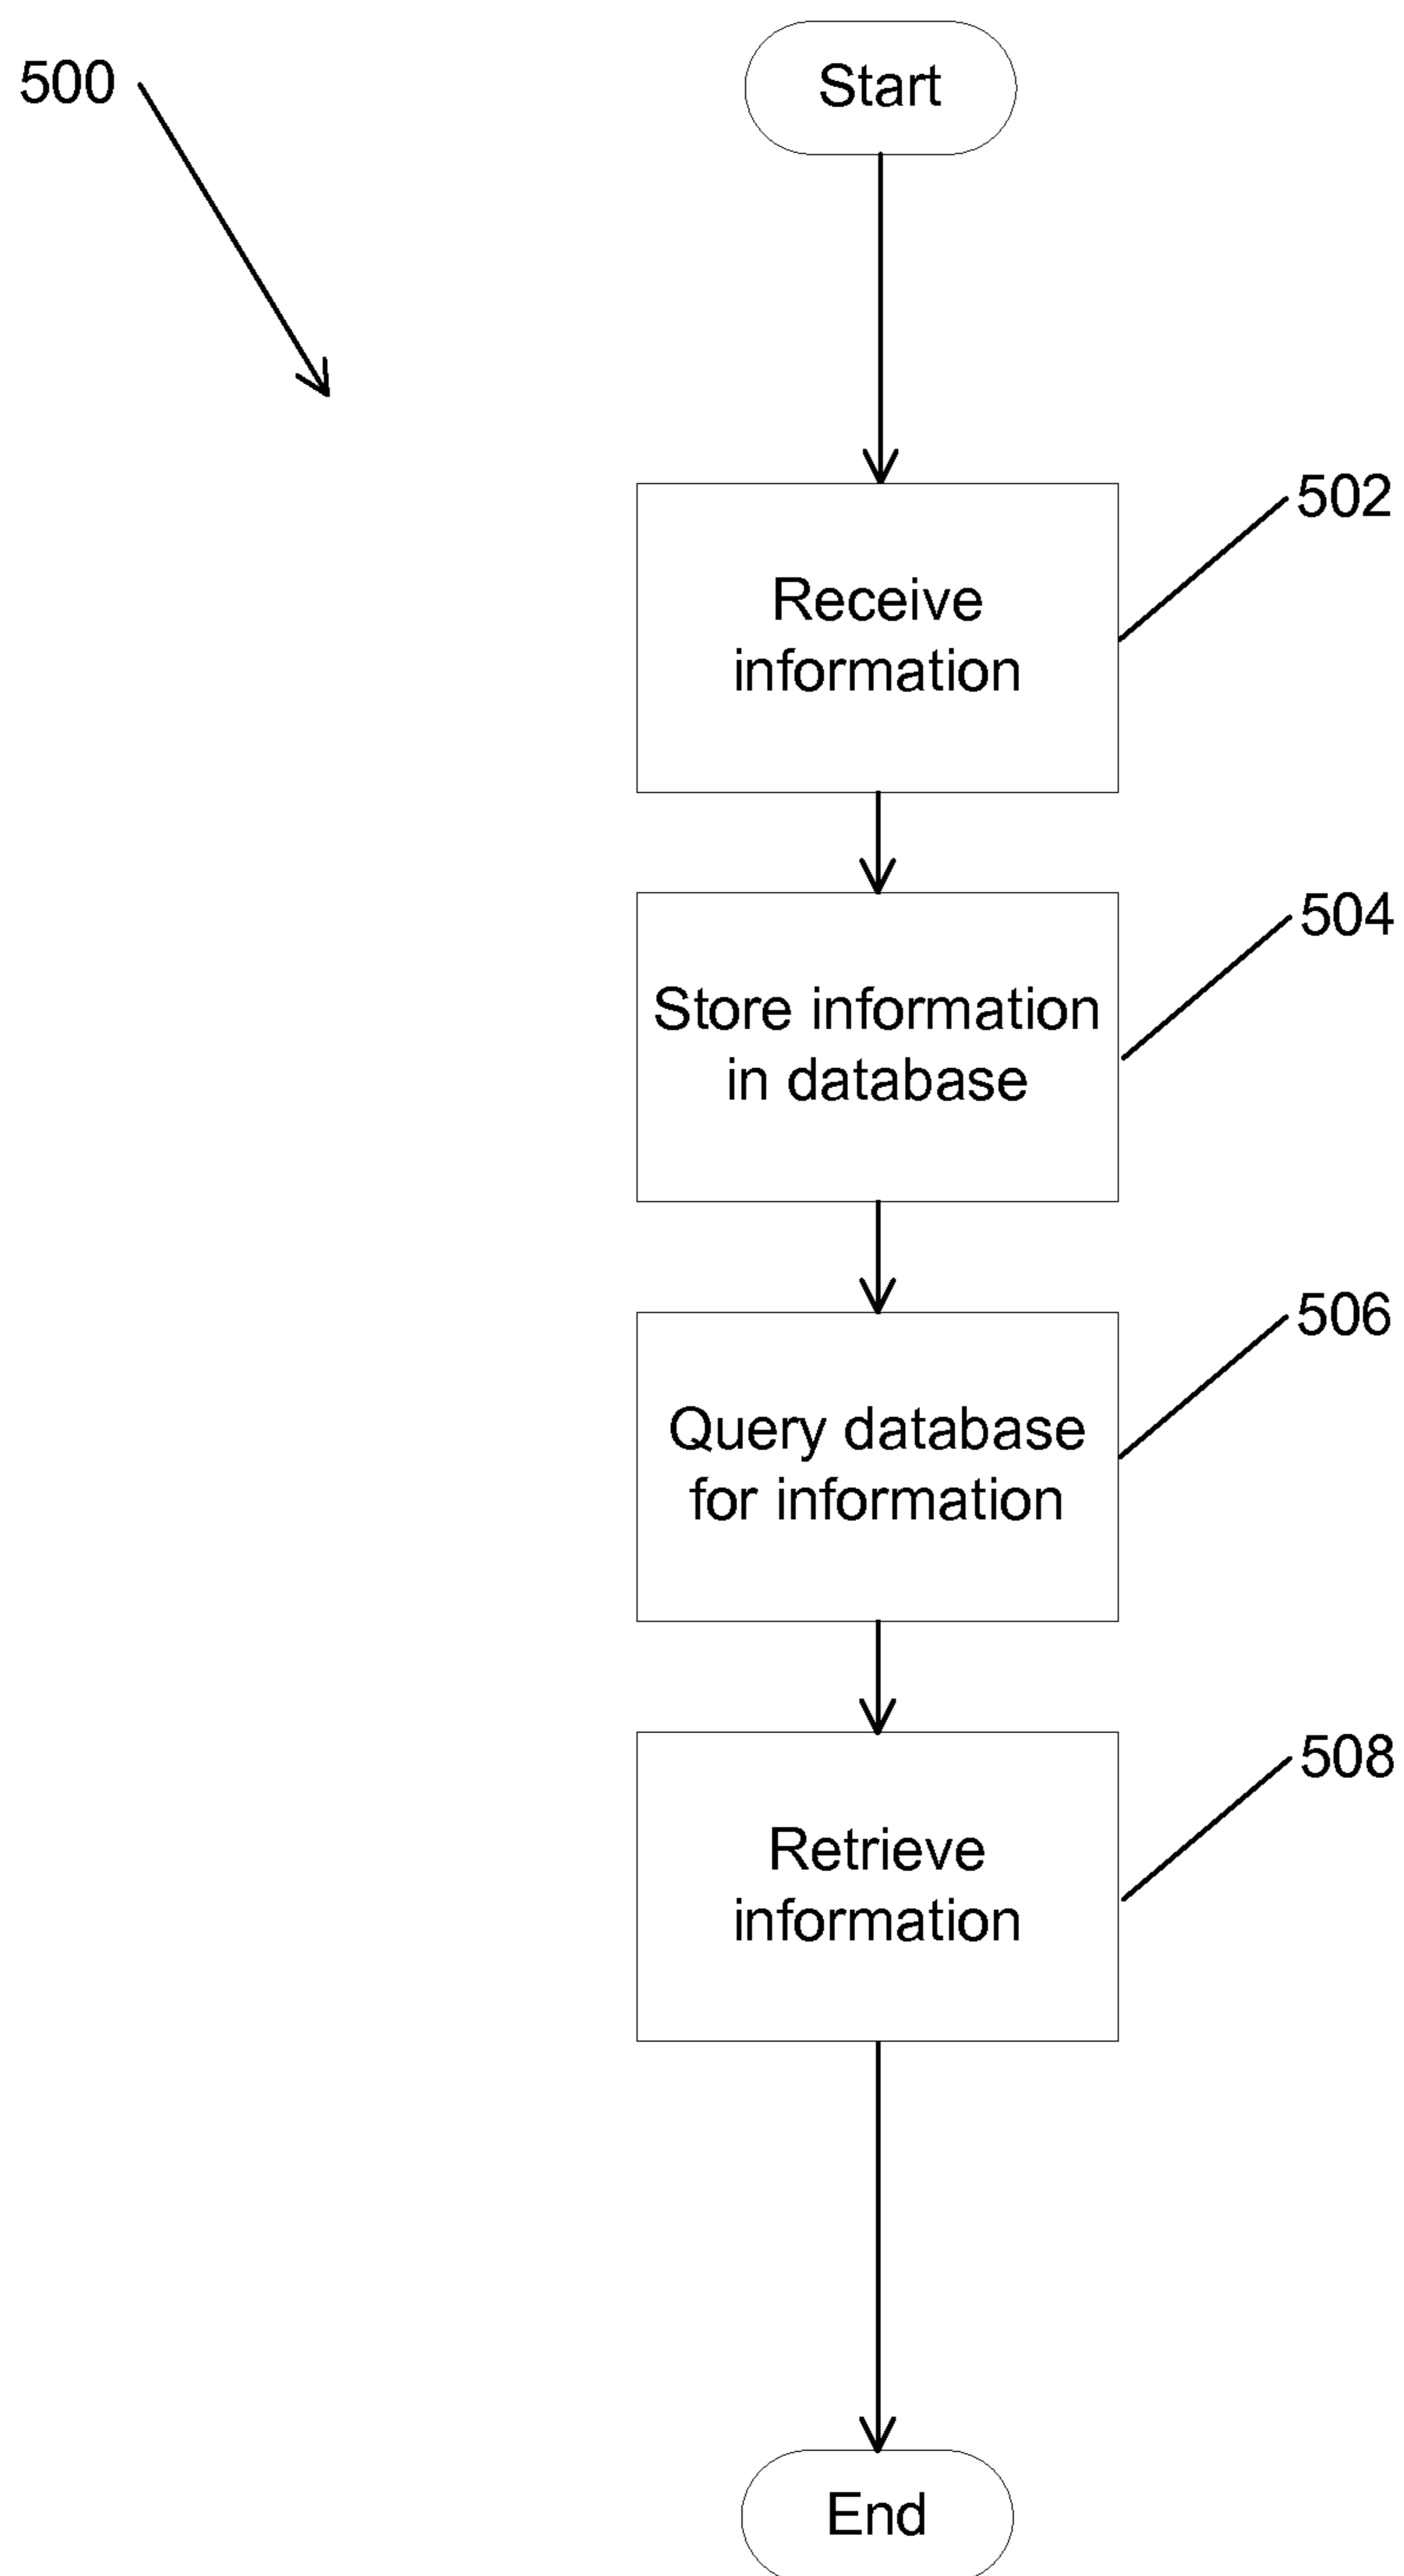 500
Start
502
Receive
information
504
Store information
in database
506
Query database
for information
508
Retrieve
information
End